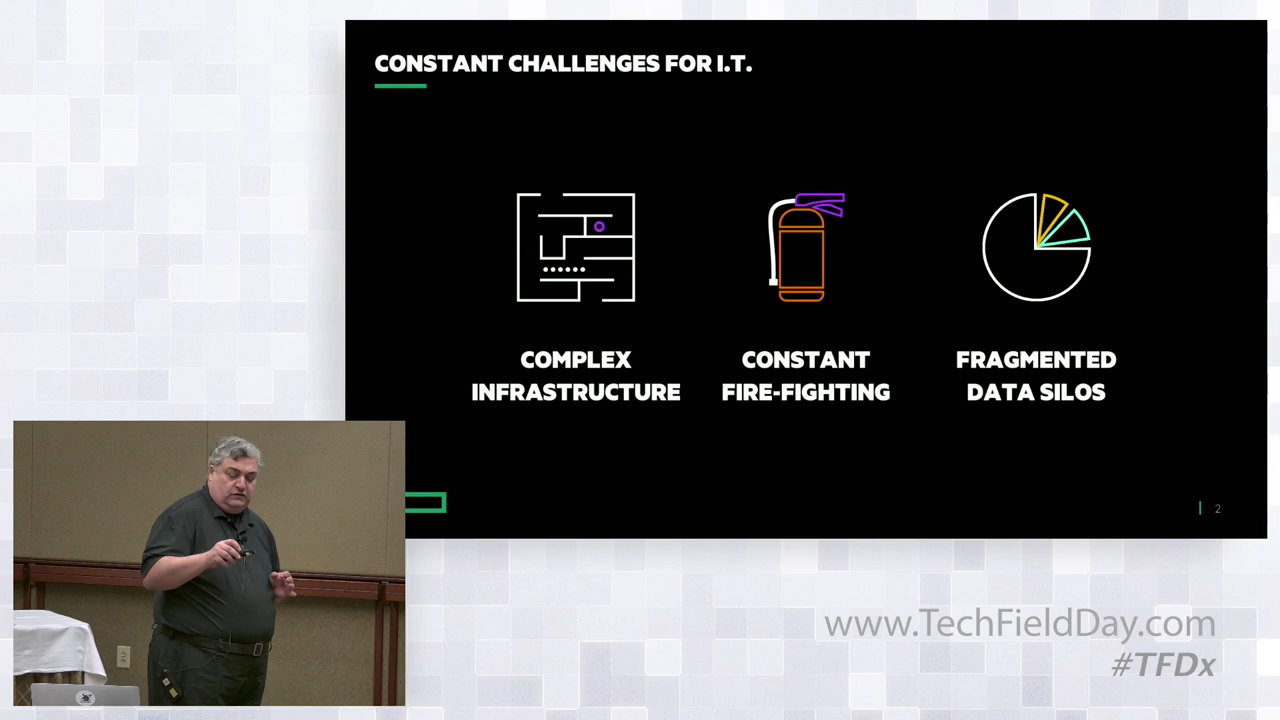 CONSTANT CHALLENGES FOR I.T.
COMPLEX
INFRASTRUCTURE
CONSTANT
FIRE-FIGHTING
FRAGMENTED
DATA SILOS
2
www.TechFieldDay.com
#TFDx